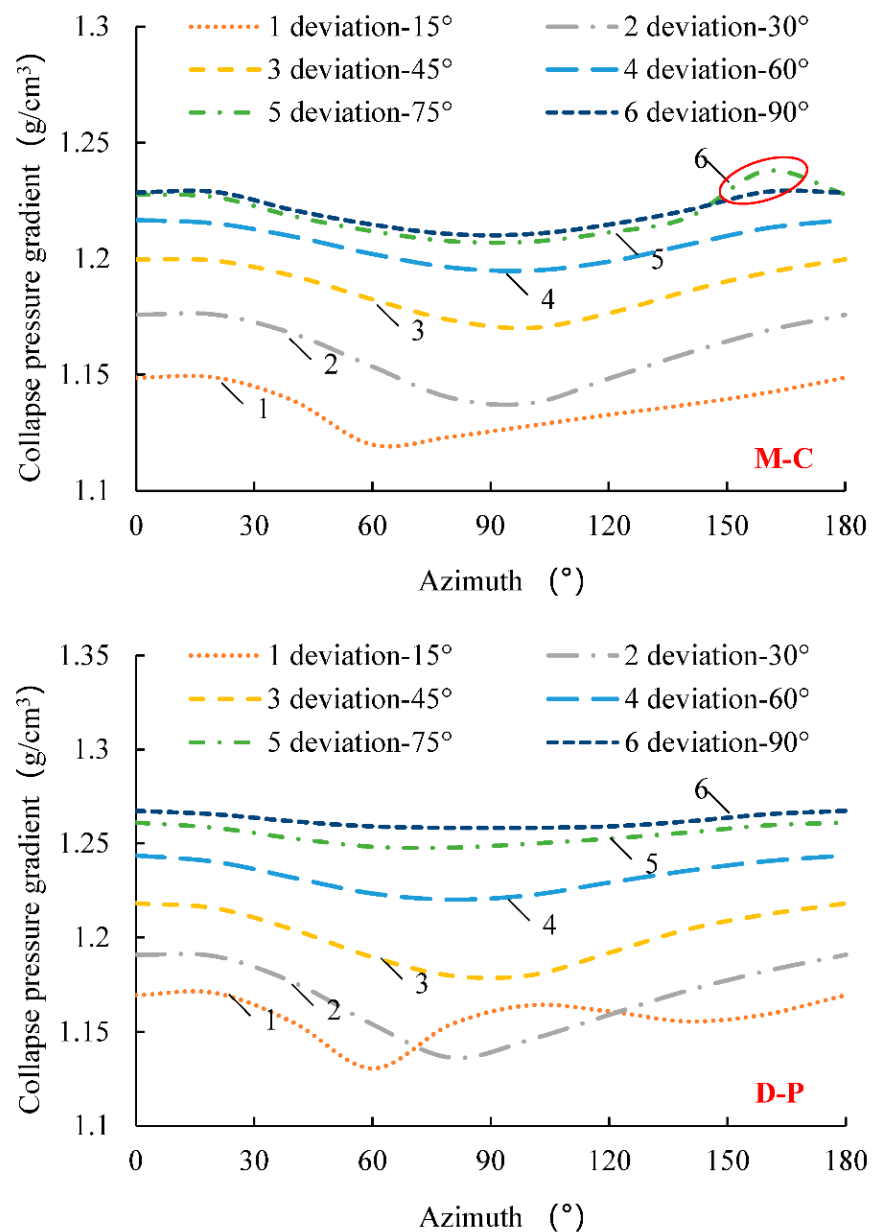 1.3
1 deviation-15° 2 deviation-30°
3 deviation-45° 4 deviation-60°
5 deviation-75° 6 deviation-90°
Collapse pressure gradient (g/cm³)
1.25
6
5
1.2
4
3
2
1.15
1
M-C
1.1
0 30 60 90 120 150 180
Azimuth (°)
1.35
1 deviation-15° 2 deviation-30°
3 deviation-45° 4 deviation-60°
5 deviation-75° 6 deviation-90°
Collapse pressure gradient (g/cm³)
1.3
6
1.25
5
4
1.2
3
2
1
1.15
D-P
1.1
0 30 60 90 120 150 180
Azimuth (°)